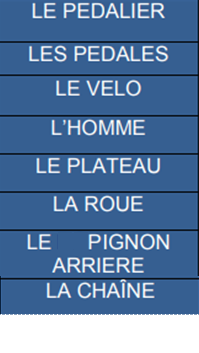 LE PEDALIER
LES PEDALES
LE VELO
L'HOMME
LE PLATEAU
LA ROUE
LE PIGNON
ARRIERE
LA CHAÎNE